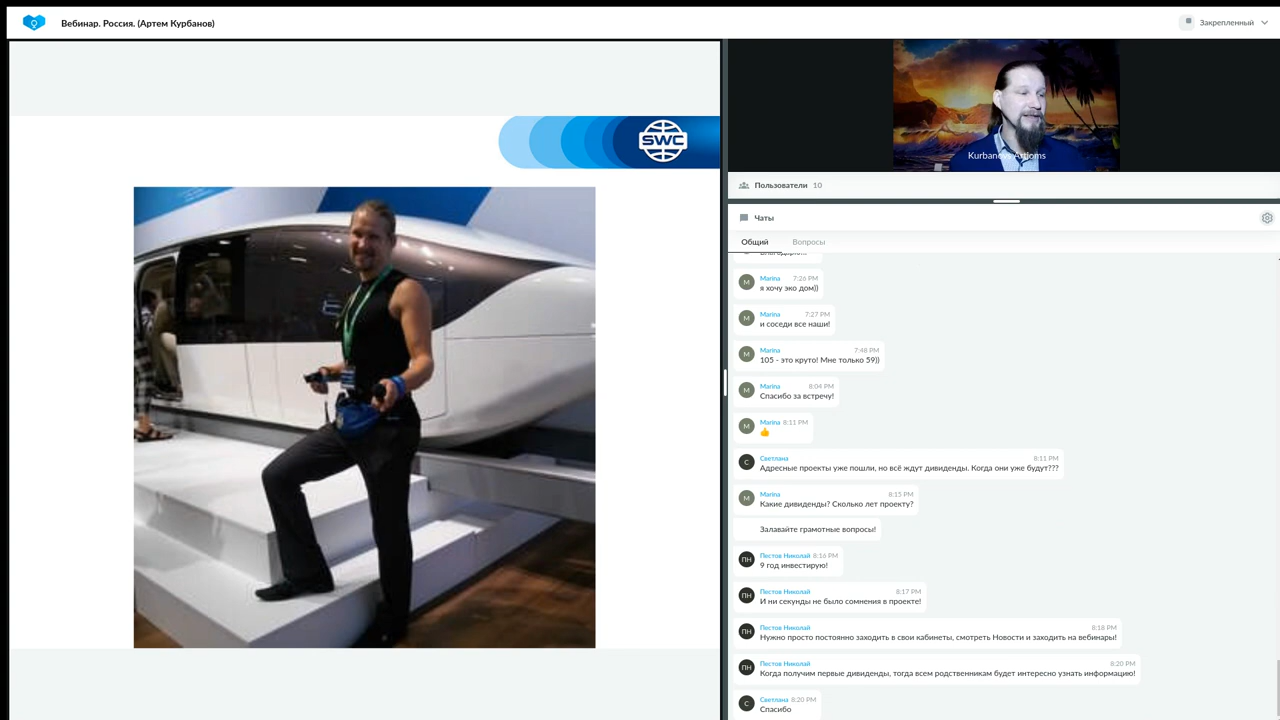 Вебинар. Россия. (Артем Курбанов)
Закрепленный
SWC
Kurbanovs Artjoms
Пользователи 10
Чаты
Общий
Вопросы
M
Marina 7:26 PM
я хочу эко дом))
M
Marina 7:27 PM
и соседи все наши!
M
Marina 7:48 PM
105 - это круто! Мне только 59))
M
Marina 8:04 PM
Спасибо за встречу!
M
Marina 8:11 PM
С
Светлана 8:11 PM
Адресные проекты уже пошли, но всё ждут дивиденды. Когда они уже будут???
M
Marina 8:15 PM
Какие дивиденды? Сколько лет проекту?
Залавайте грамотные вопросы!
ПН
Пестов Николай 8:16 PM
9 год инвестирую!
ПН
Пестов Николай 8:17 PM
И ни секунды не было сомнения в проекте!
ПН
Пестов Николай 8:18 PM
Нужно просто постоянно заходить в свои кабинеты, смотреть Новости и заходить на вебинары!
ПН
Пестов Николай 8:20 PM
Когда получим первые дивиденды, тогда всем родственникам будет интересно узнать информацию!
С
Светлана 8:20 PM
Спасибо